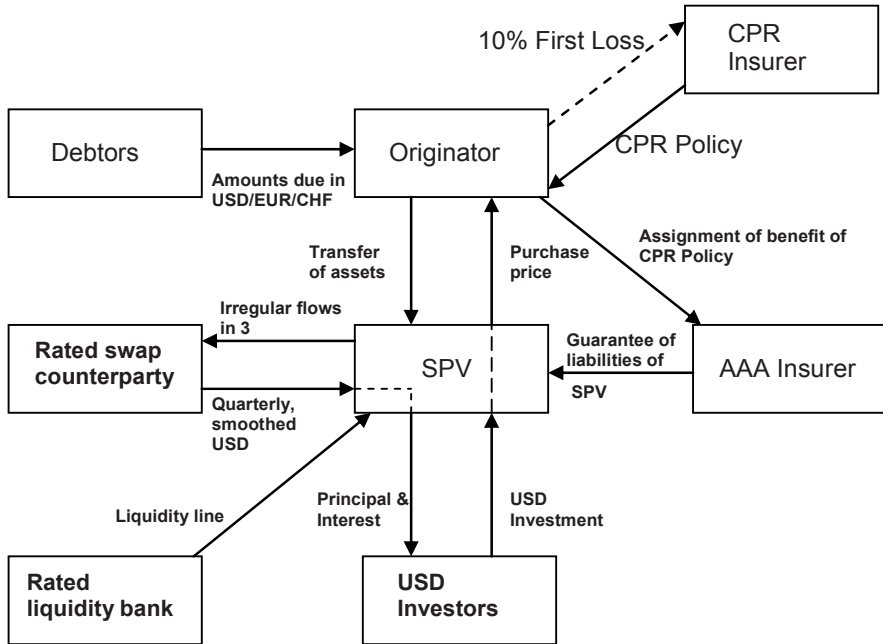 10% First Loss
CPR
Insurer
Debtors
Originator
CPR Policy
Amounts due in
USD/EUR/CHF
Transfer
of assets
Purchase
price
Assignment of benefit of
CPR Policy
Irregular flows
in 3
Rated swap
counterparty
SPV
Guarantee of
liabilities of
SPV
AAA Insurer
Quarterly,
smoothed
USD
Liquidity line
Principal &
Interest
USD
Investment
Rated
liquidity bank
USD
Investors